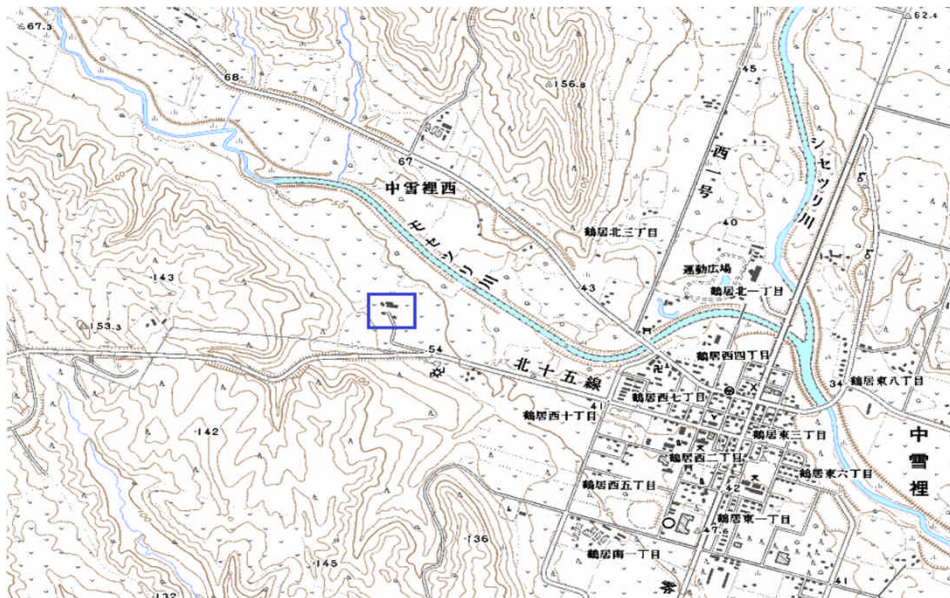 67.3
62.4
68
45
156.8
シセツリ川
西一号
67
中雪裡西
40
鶴居北三丁目
モセシリ川
運動広場
143
43
鶴居北一丁目
153.3
54
北十五線
鶴居西四丁目
34
鶴居東八丁目
鶴居西七丁目
41
鶴居西十丁目
142
鶴居東三丁目
中雪裡
鶴居西二丁目
鶴居東六丁目
鶴居西五丁目
42
鶴居東一丁目
47.6
136
鶴居南一丁目
145
41
132